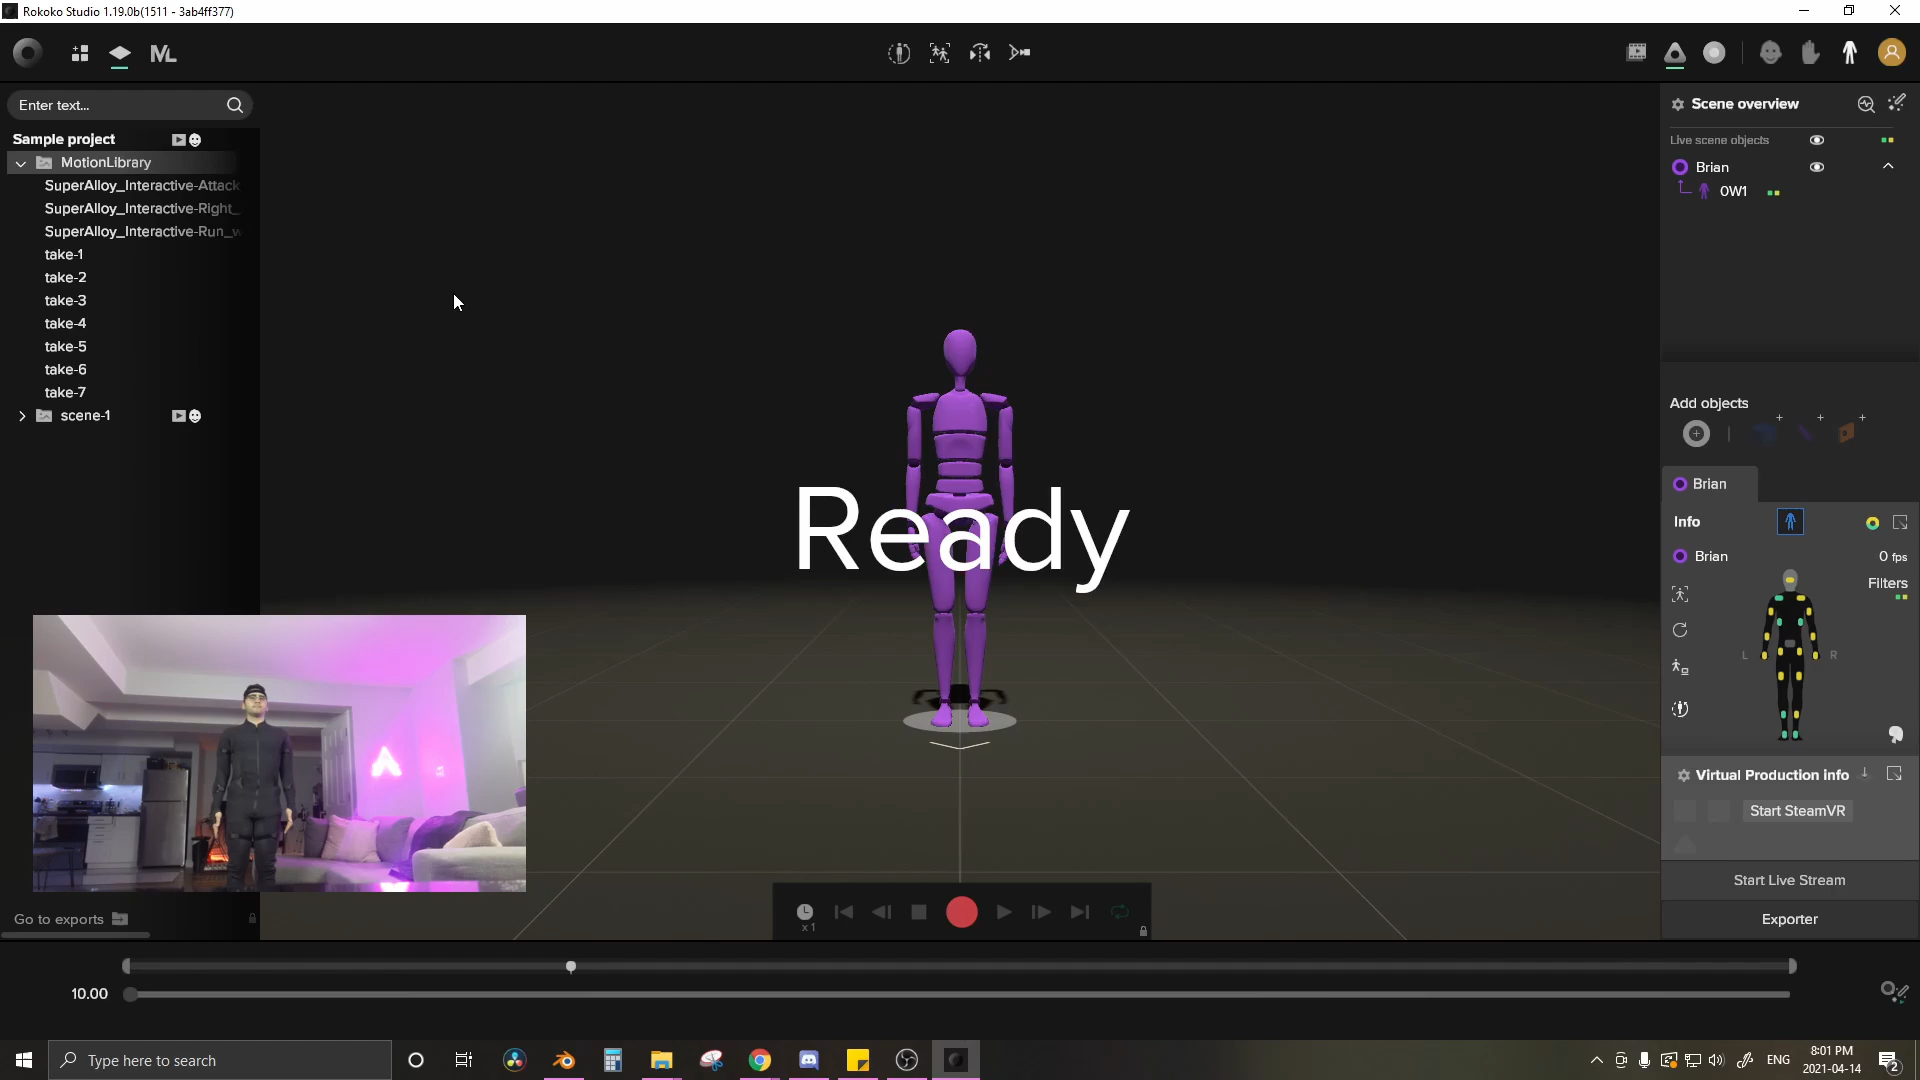 Rokoko Studio 1.19.0b(1511 - 3ab4ff377)
ML
Enter text...
Sample project
MotionLibrary
SuperAlloy_Interactive-Attack
SuperAlloy_Interactive-Right_
SuperAlloy_Interactive-Run_w
take-1
take-2
take-3
take-4
take-5
take-6
take-7
scene-1
Go to exports
Ready
x1
10.00
Scene overview
Live scene objects
Brian
0W1
Add objects
Brian
Info
Brian
0 fps
Filters
L R
Virtual Production info
Start SteamVR
Start Live Stream
Exporter
Type here to search
ENG
8:01 PM
2021-04-14
2